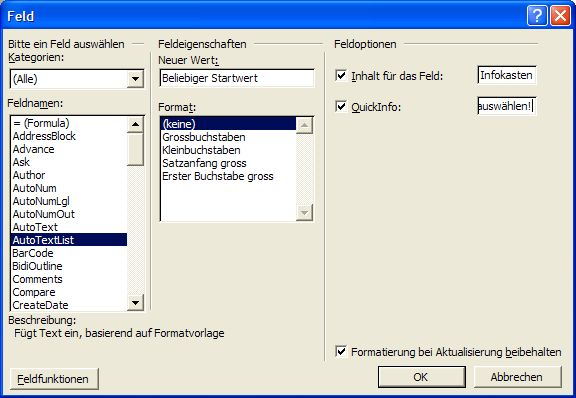 Feld
Bitte ein Feld auswählen
Kategorien:
(Alle)
Feldnamen:
= (Formula)
AddressBlock
Advance
Ask
Author
AutoNum
AutoNumLgl
AutoNumOut
AutoText
AutoTextList
BarCode
BidiOutline
Comments
Compare
CreateDate
Beschreibung:
Fügt Text ein, basierend auf Formatvorlage
Feldfunktionen
Feldeigenschaften
Neuer Wert:
Beliebiger Startwert
Format:
(keine)
Grossbuchstaben
Kleinbuchstaben
Satzanfang gross
Erster Buchstabe gross
Feldoptionen
Inhalt für das Feld: Infokasten
QuickInfo: auswählen!
Formatierung bei Aktualisierung beibehalten
OK Abbrechen